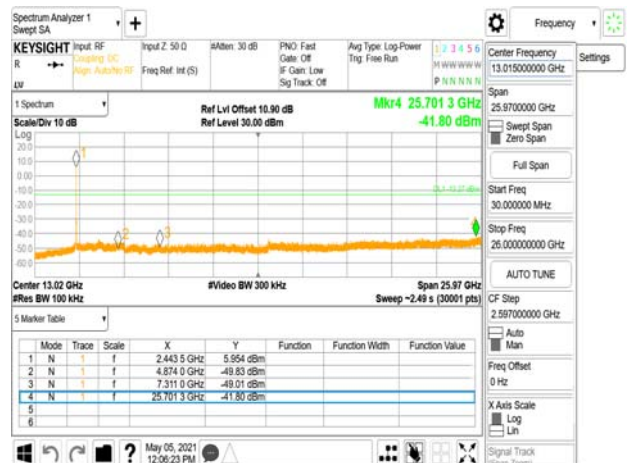 Spectrum Analyzer 1
Swept SA
+
Frequency
KEYSIGHT
Input: RF
Coupling: DC
Align: Auto/No RF
Input Z: 50 Ω
Freq Ref: Int (S)
#Atten: 30 dB
PNO: Fast
Gate: Off
IF Gain: Low
Sig Track: Off
Avg Type: Log-Power
Trig: Free Run
1 2 3 4 5 6
M W W W W W
P N N N N N
R
LV
Center Frequency
13.015000000 GHz
Settings
Span
25.9700000 GHz
Swept Span
Zero Span
Full Span
Start Freq
30.000000 MHz
Stop Freq
26.000000000 GHz
AUTO TUNE
CF Step
2.597000000 GHz
Auto
Man
Freq Offset
0 Hz
X Axis Scale
Log
Lin
Signal Track
1 Spectrum
Scale/Div 10 dB
Ref Lvl Offset 10.90 dB
Ref Level 30.00 dBm
Mkr4 25.701 3 GHz
-41.80 dBm
Log
20.0
10.0
0.00
-10.0
-20.0
-30.0
-40.0
-50.0
-60.0
1
2
3
Center 13.02 GHz
#Res BW 100 kHz
#Video BW 300 kHz
Span 25.97 GHz
Sweep ~2.49 s (30001 pts)
5 Marker Table
Mode Trace Scale X Y Function Function Width Function Value
1 N 1 f 2.443 5 GHz 5.954 dBm
2 N 1 f 4.874 0 GHz -49.83 dBm
3 N 1 f 7.311 0 GHz -49.01 dBm
4 N 1 f 25.701 3 GHz -41.80 dBm
5
6
?
May 05, 2021
12:06:23 PM